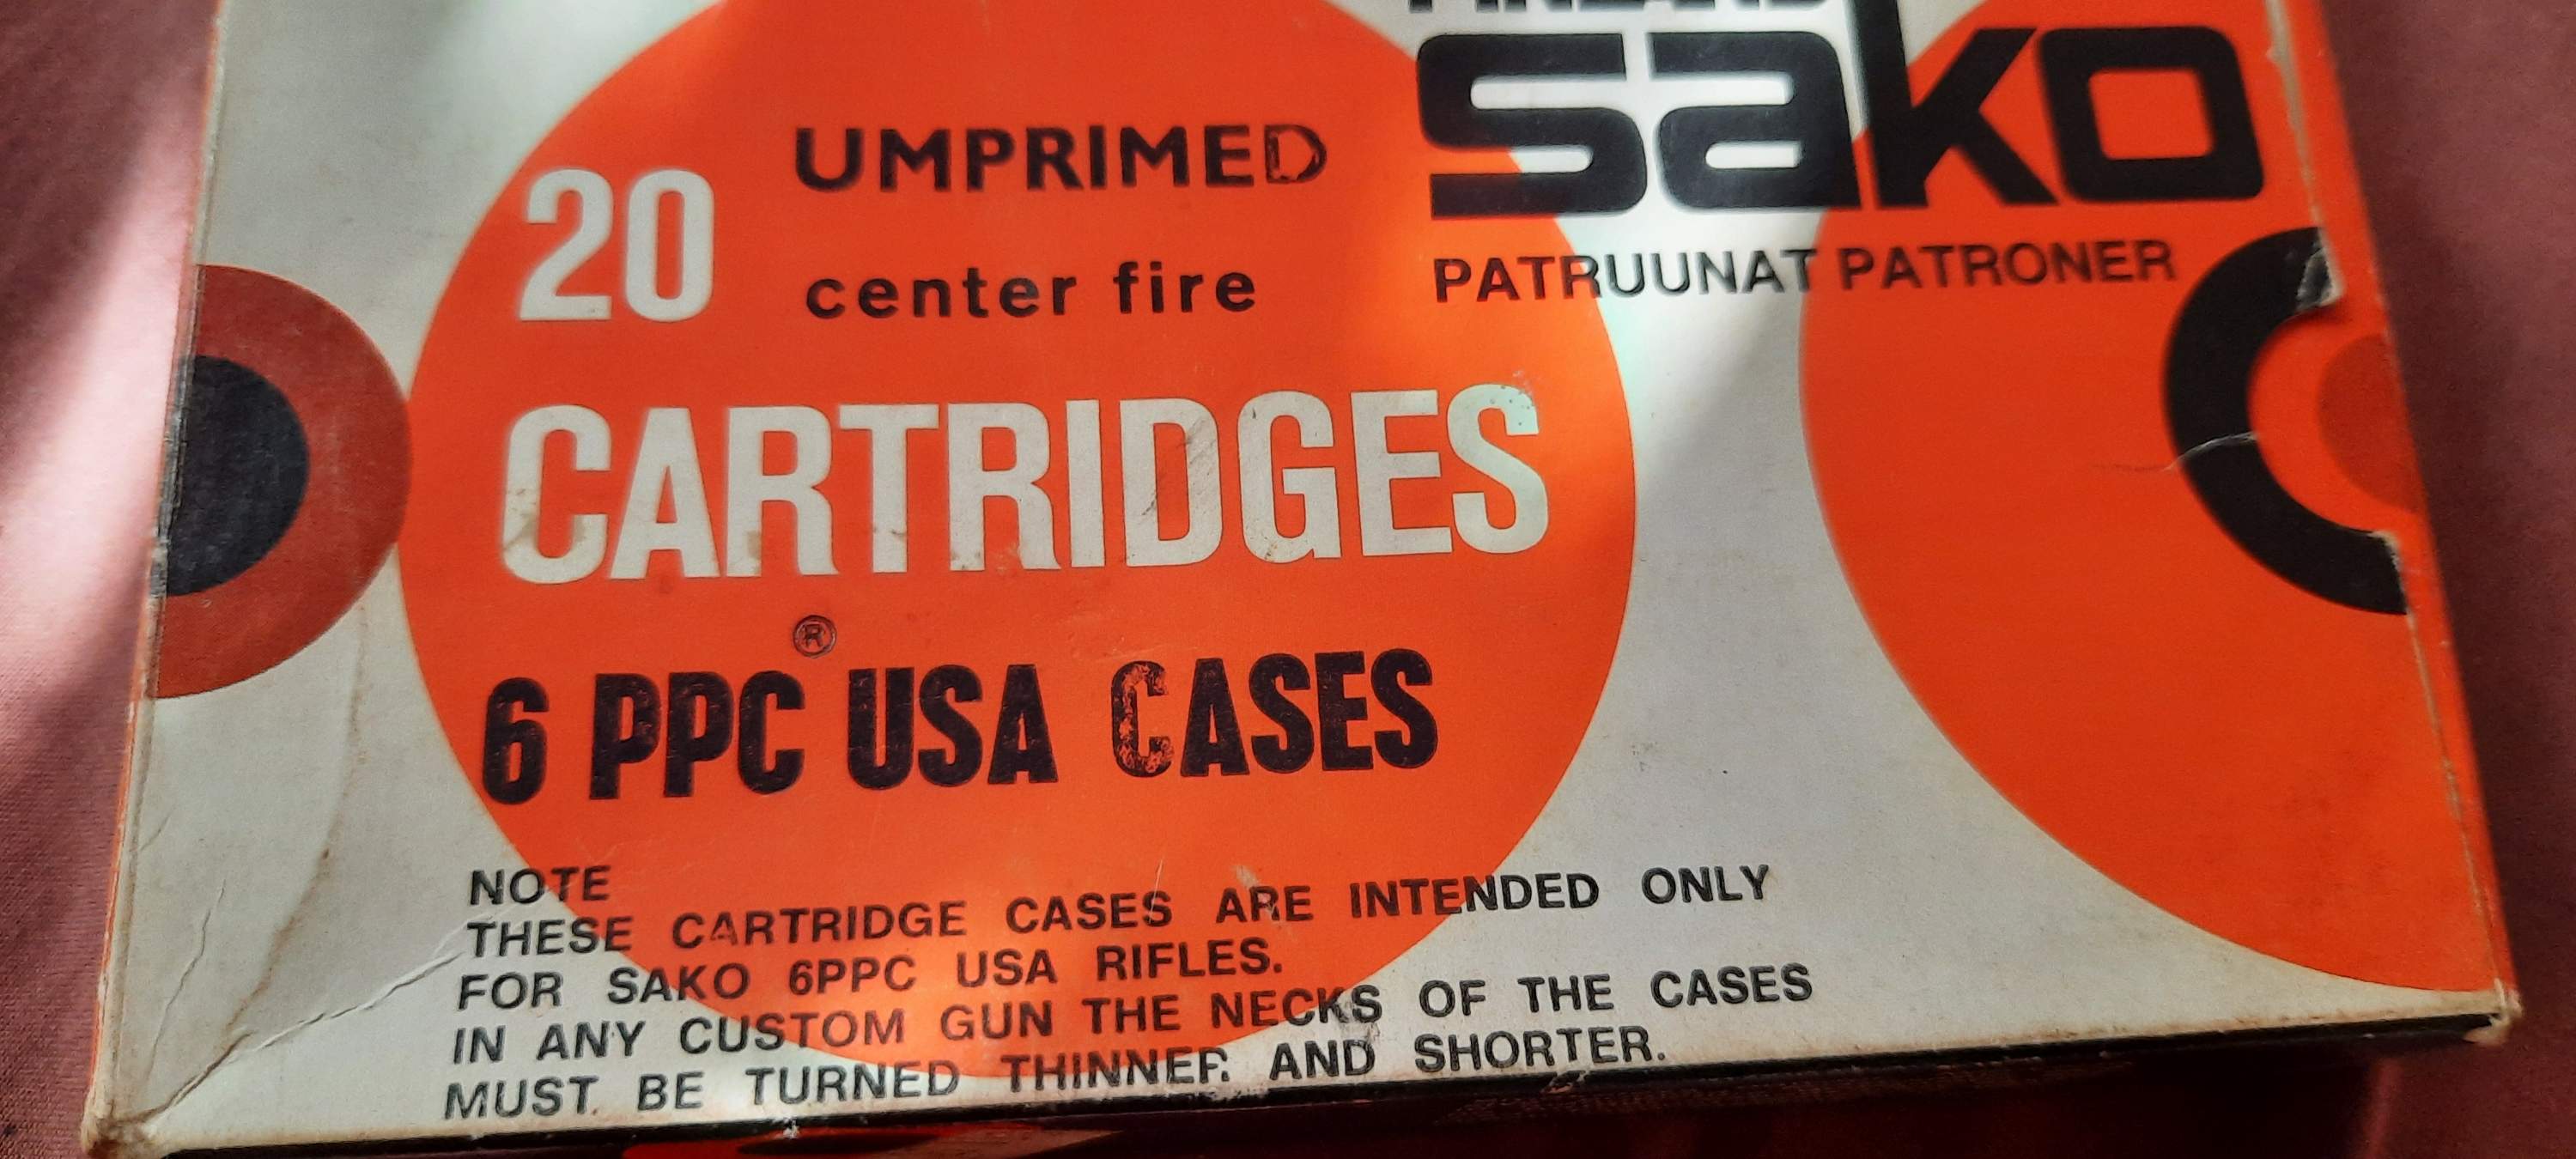 FINLAND
sako
PATRUUNAT PATRONER
UMPRIMED
20
center fire
CARTRIDGES
®
6 PPC USA CASES
NOTE
THESE CARTRIDGE CASES ARE INTENDED ONLY
FOR SAKO 6PPC USA RIFLES.
IN ANY CUSTOM GUN THE NECKS OF THE CASES
MUST BE TURNED THINNER AND SHORTER.